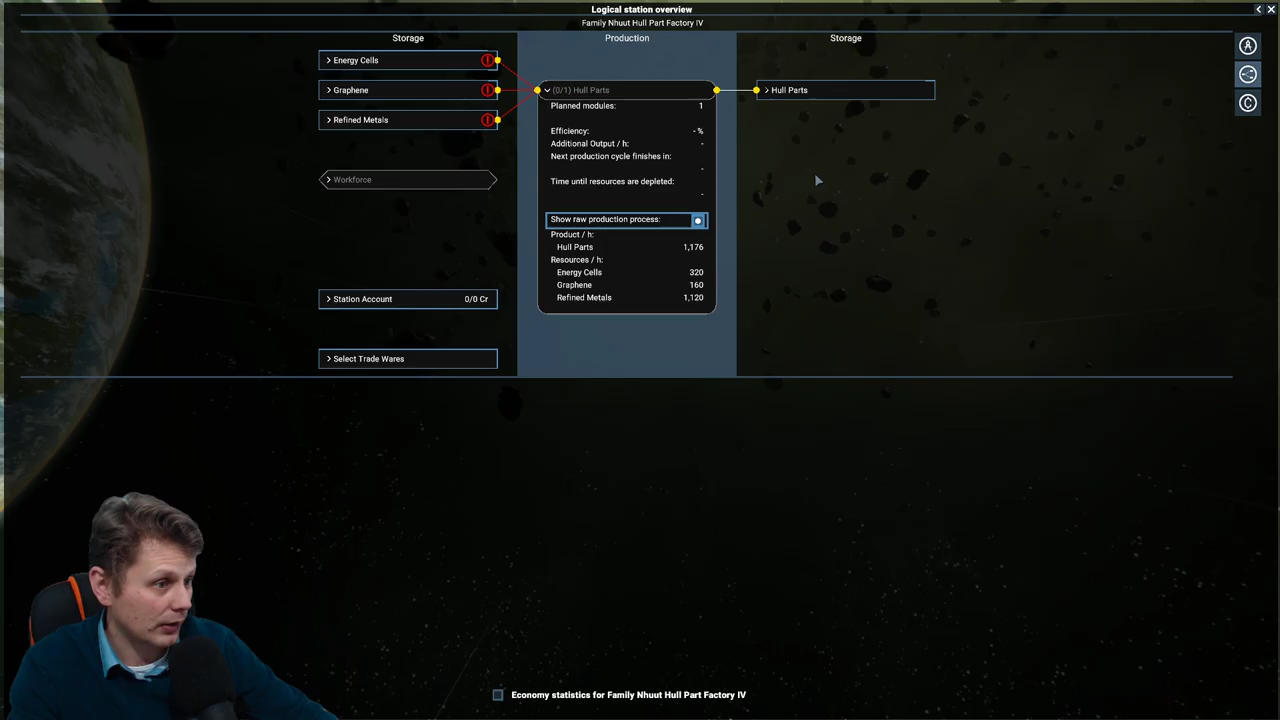 Logical station overview
Family Nhuut Hull Part Factory IV
Storage
Production
Storage
Energy Cells
Graphene
Refined Metals
Workforce
Station Account 0/0 Cr
Select Trade Wares
(0/1) Hull Parts
Planned modules: 1
Efficiency: - %
Additional Output / h: -
Next production cycle finishes in:
-
Time until resources are depleted:
-
Show raw production process:
Product / h:
Hull Parts 1,176
Resources / h:
Energy Cells 320
Graphene 160
Refined Metals 1,120
Hull Parts
Economy statistics for Family Nhuut Hull Part Factory IV